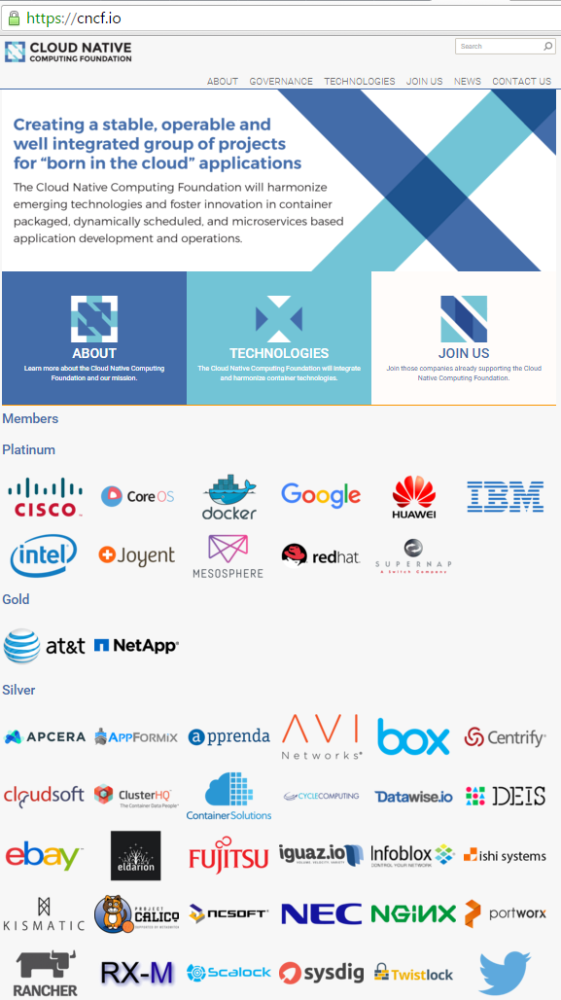 https://cncf.io
CLOUD NATIVE
COMPUTING FOUNDATION
Search
ABOUT GOVERNANCE TECHNOLOGIES JOIN US NEWS CONTACT US
Creating a stable, operable and
well integrated group of projects
for “born in the cloud” applications
The Cloud Native Computing Foundation will harmonize
emerging technologies and foster innovation in container
packaged, dynamically scheduled, and microservices based
application development and operations.
ABOUT
Learn more about the Cloud Native Computing
Foundation and our mission.
TECHNOLOGIES
The Cloud Native Computing Foundation will integrate
and harmonize container technologies.
JOIN US
Join those companies already supporting the Cloud
Native Computing Foundation.
Members
Platinum
CISCO CoreOS docker Google HUAWEI IBM
intel Joyent MESOSPHERE redhat SUPERNAP
A Switch Company
Gold
at&t NetApp
Silver
APCERA APPFORMIX apprenda AVI Networks box Centrify
cloudsoft ClusterHQ ContainerSolutions CYCLECOMPUTING Datawise.io DEIS
The Container Data People
ebay eldarion FUJITSU iguaz.io Infoblox ishi systems
VOLUME VELOCITY VARIETY CONTROL YOUR NETWORK
KISMATIC PROJECT CALICO NCSOFT NEC NGINX portworx
RANCHER RX-M Scalock sysdig Twistlock